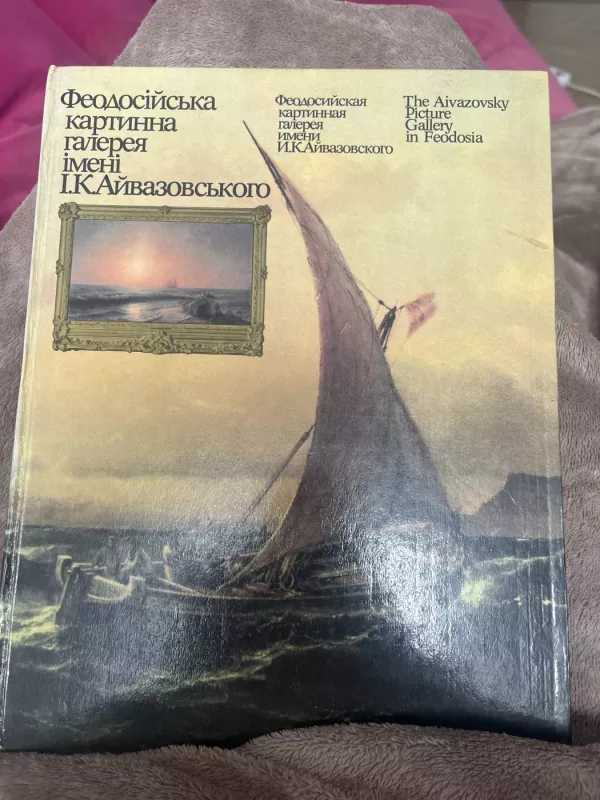 Феодосійська
картинна
галерея
імені
І.К.Айвазовського
Феодосийская
картинная
галерея
имени
И.К.Айвазовского
The Aivazovsky
Picture
Gallery
in Feodosia